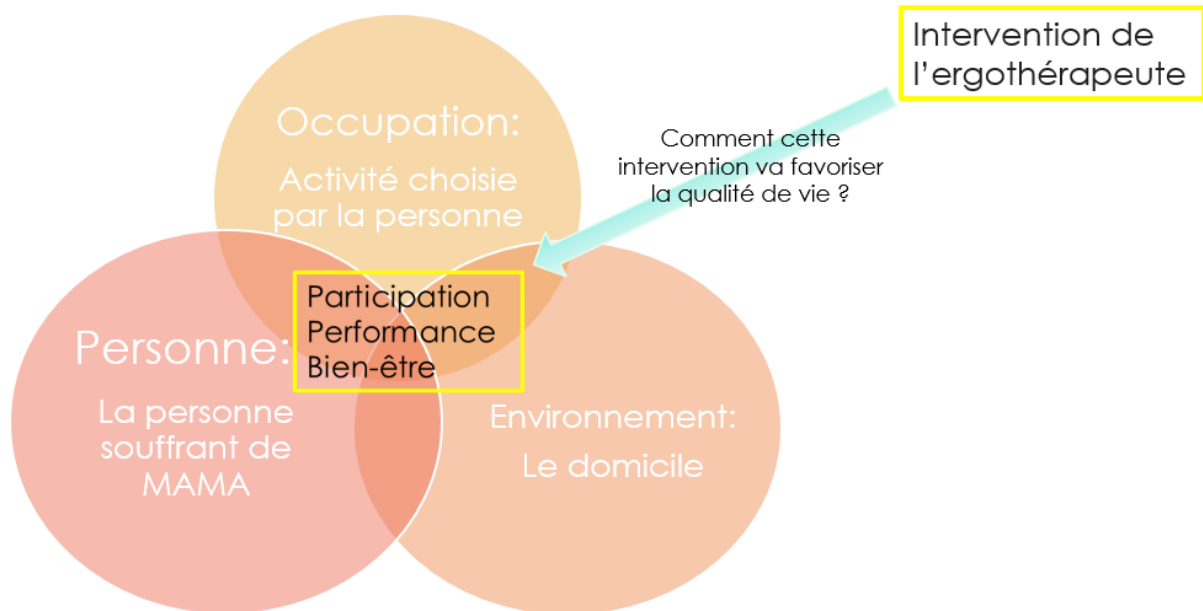 Intervention de
l'ergothérapeute
Occupation:
Activité choisie
par la personne
Comment cette
intervention va favoriser
la qualité de vie ?
Participation
Performance
Bien-être
Personne:
La personne
souffrant de
MAMA
Environnement:
Le domicile